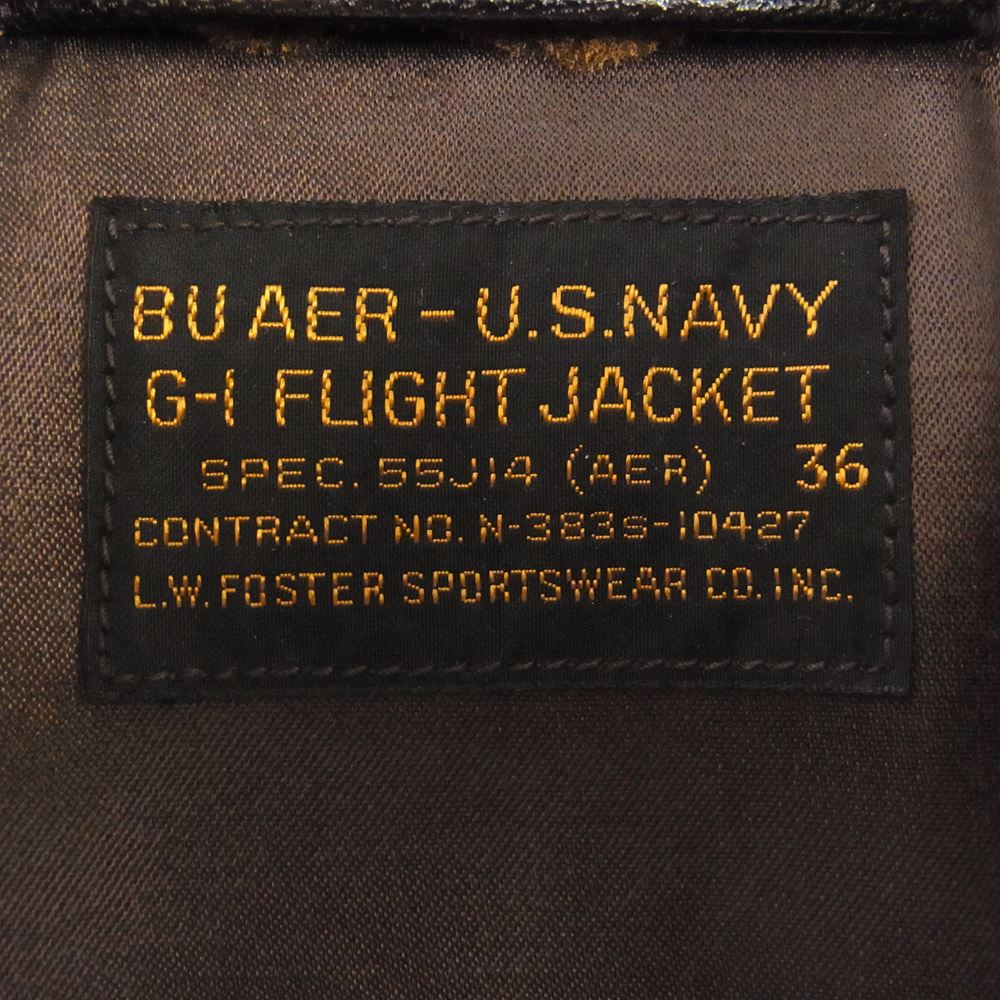 BU AER - U.S.NAVY
G-1 FLIGHT JACKET
SPEC. 55J14 (AER) 36
CONTRACT NO. N-383s-10427
L.W. FOSTER SPORTSWEAR CO. INC.